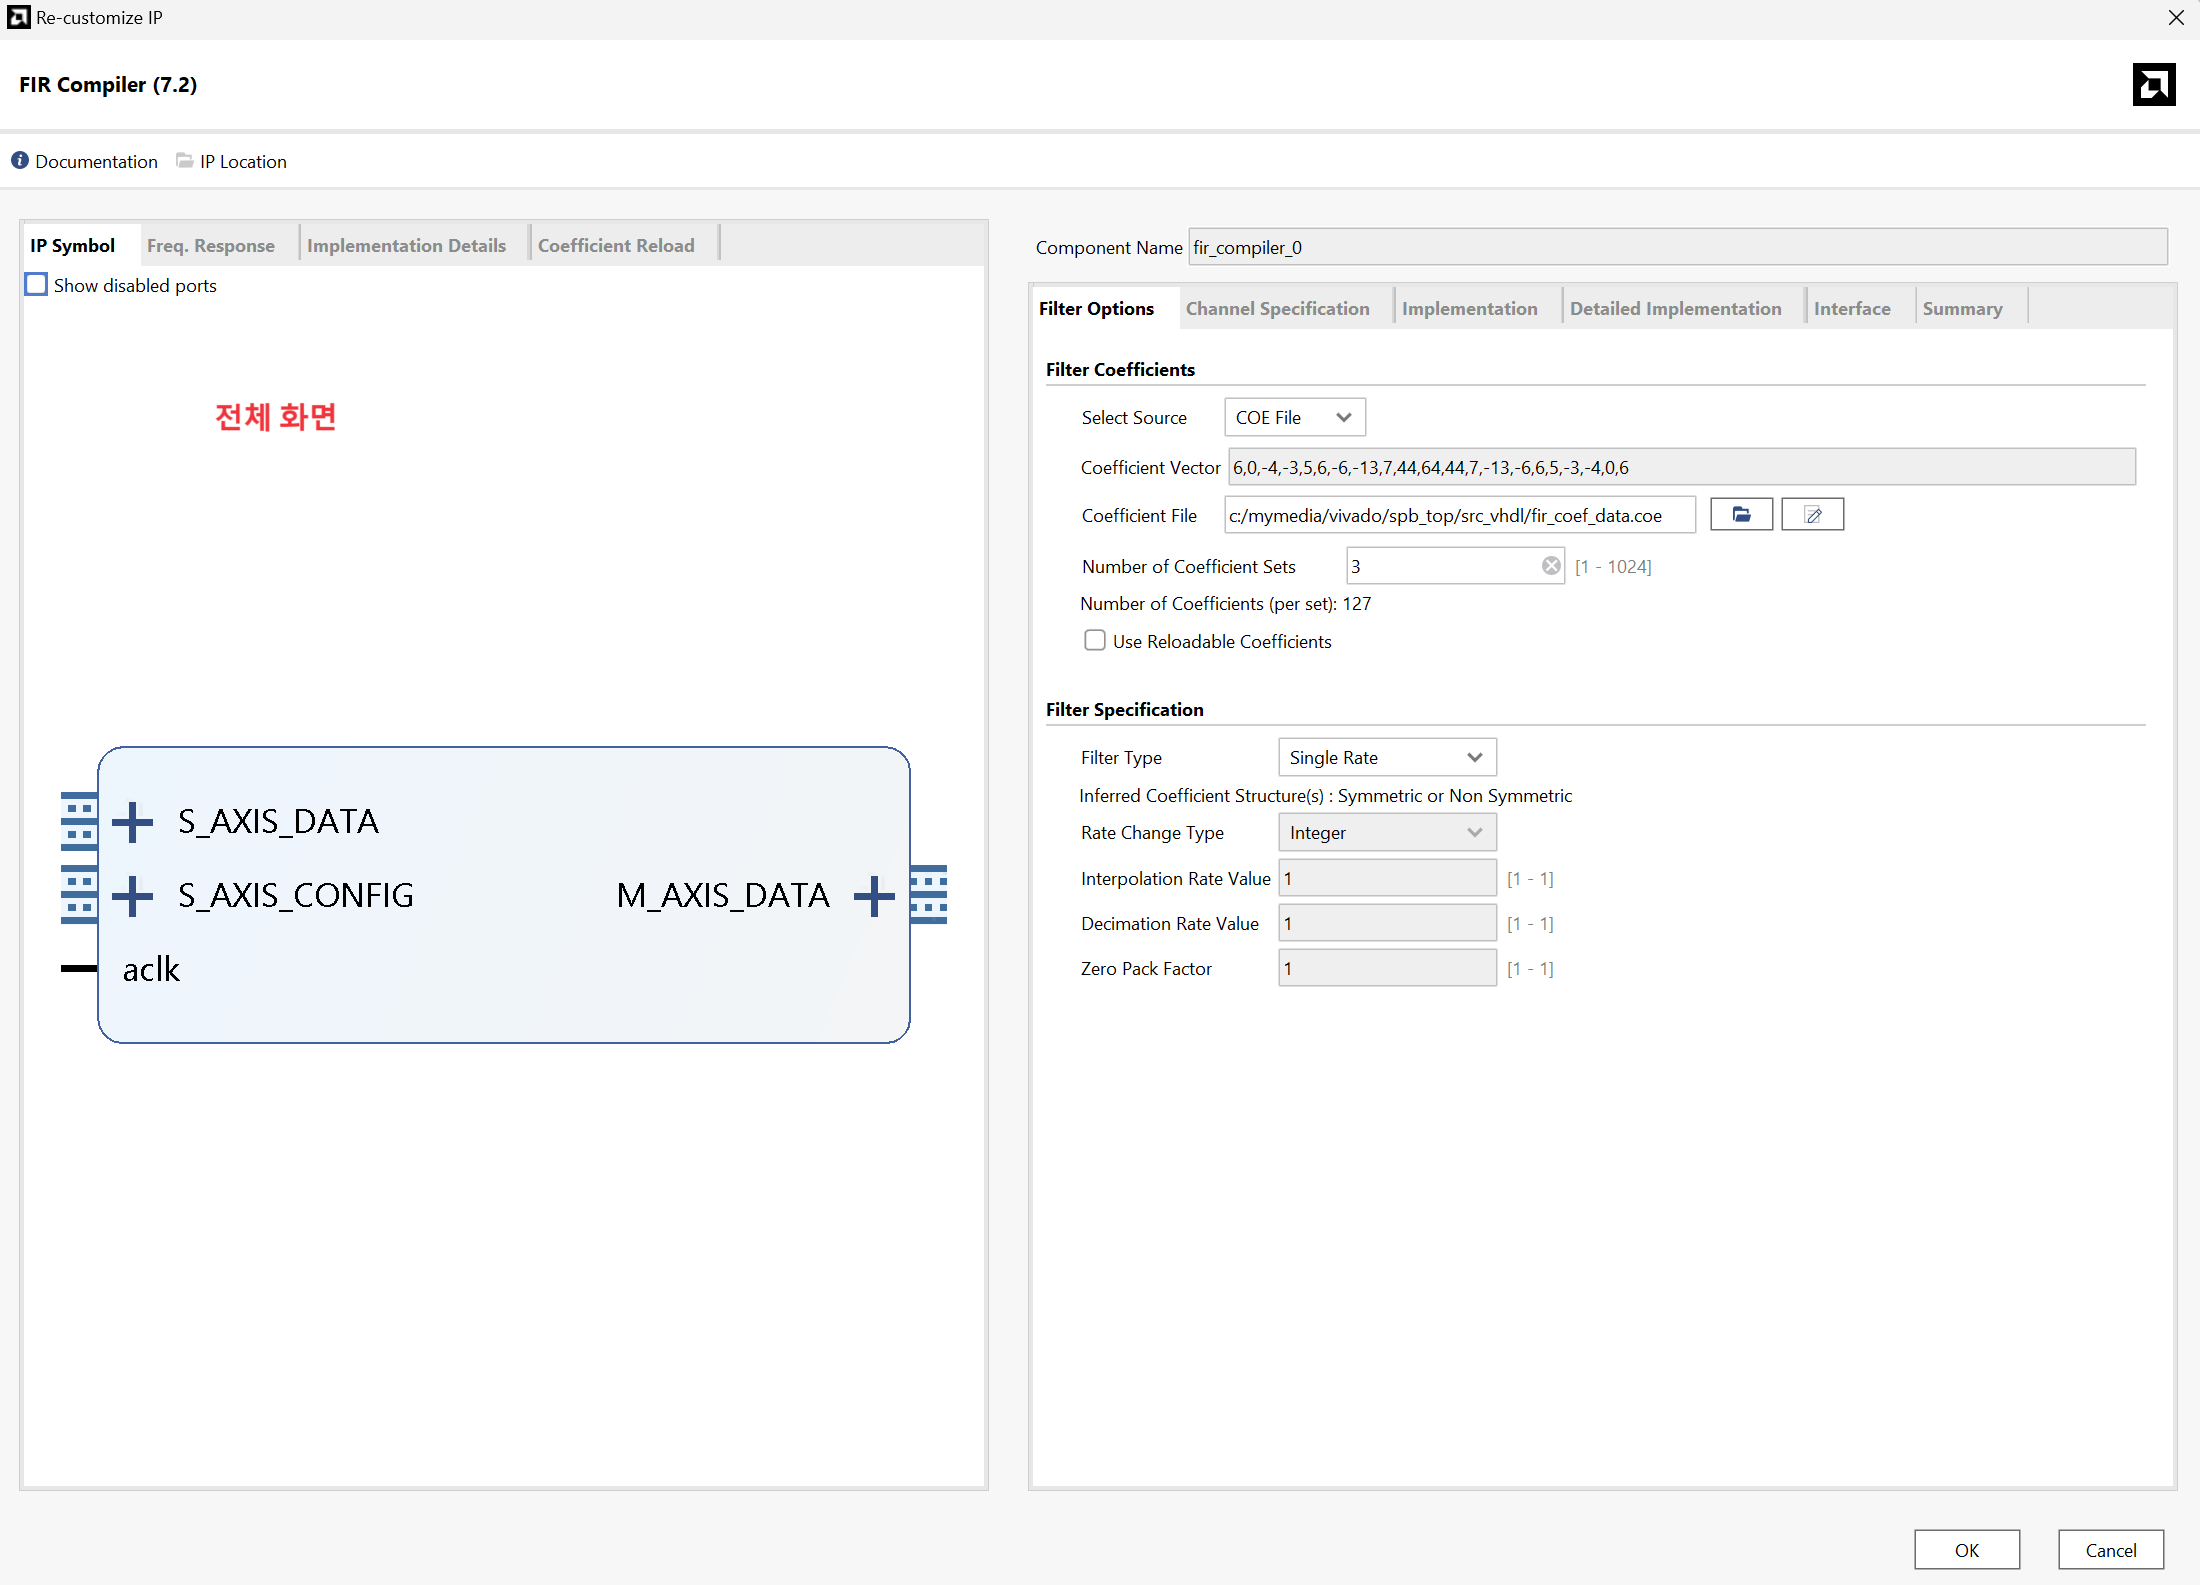 Re-customize IP
FIR Compiler (7.2)
Documentation IP Location
IP Symbol Freq. Response Implementation Details Coefficient Reload
Show disabled ports
전체 화면
S_AXIS_DATA
S_AXIS_CONFIG
aclk
M_AXIS_DATA
Component Name fir_compiler_0
Filter Options Channel Specification Implementation Detailed Implementation Interface Summary
Filter Coefficients
Select Source COE File
Coefficient Vector 6,0,-4,-3,5,6,-6,-13,7,44,64,44,7,-13,-6,6,5,-3,-4,0,6
Coefficient File c:/mymedia/vivado/spb_top/src_vhdl/fir_coef_data.coe
Number of Coefficient Sets 3 [1 - 1024]
Number of Coefficients (per set): 127
Use Reloadable Coefficients
Filter Specification
Filter Type Single Rate
Inferred Coefficient Structure(s) : Symmetric or Non Symmetric
Rate Change Type Integer
Interpolation Rate Value 1 [1 - 1]
Decimation Rate Value 1 [1 - 1]
Zero Pack Factor 1 [1 - 1]
OK Cancel